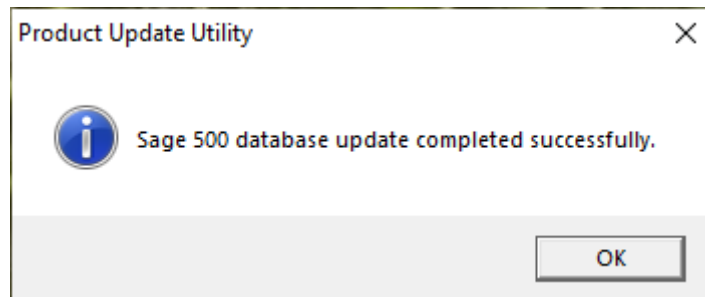 Product Update Utility
Sage 500 database update completed successfully.
OK